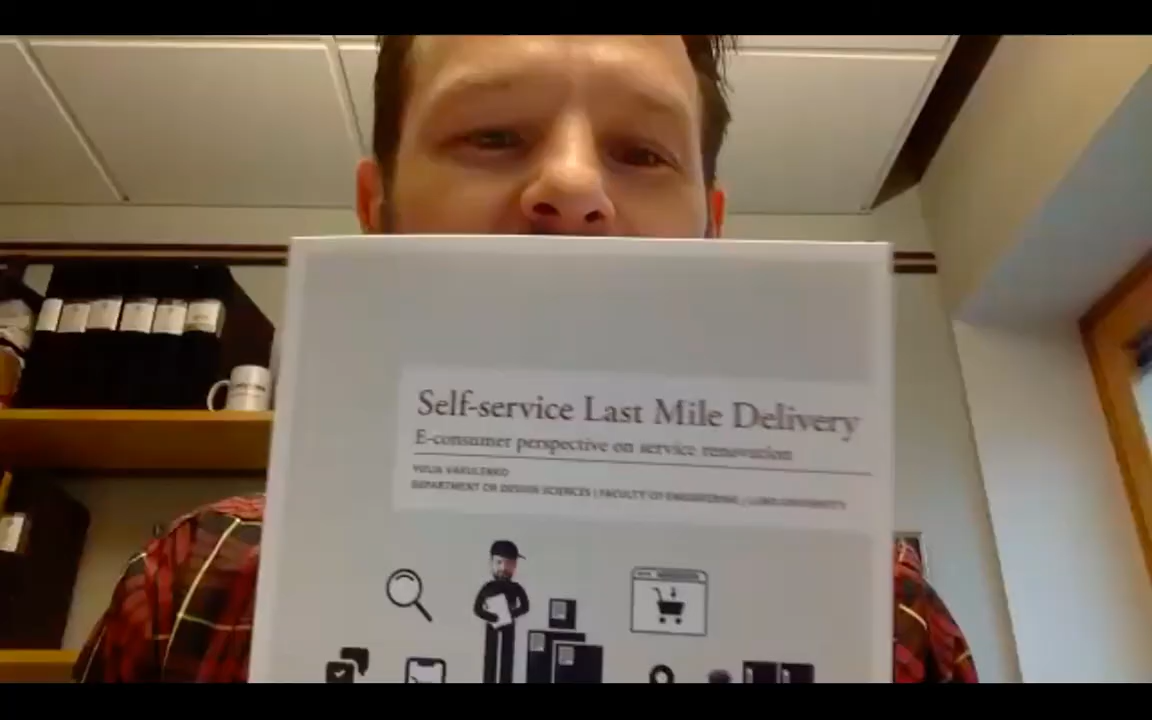 Self-service Last Mile Delivery
E-consumer perspective on service renovation
YULIA VAKULENKO
DEPARTMENT OF DESIGN SCIENCES | FACULTY OF ENGINEERING | LUND UNIVERSITY